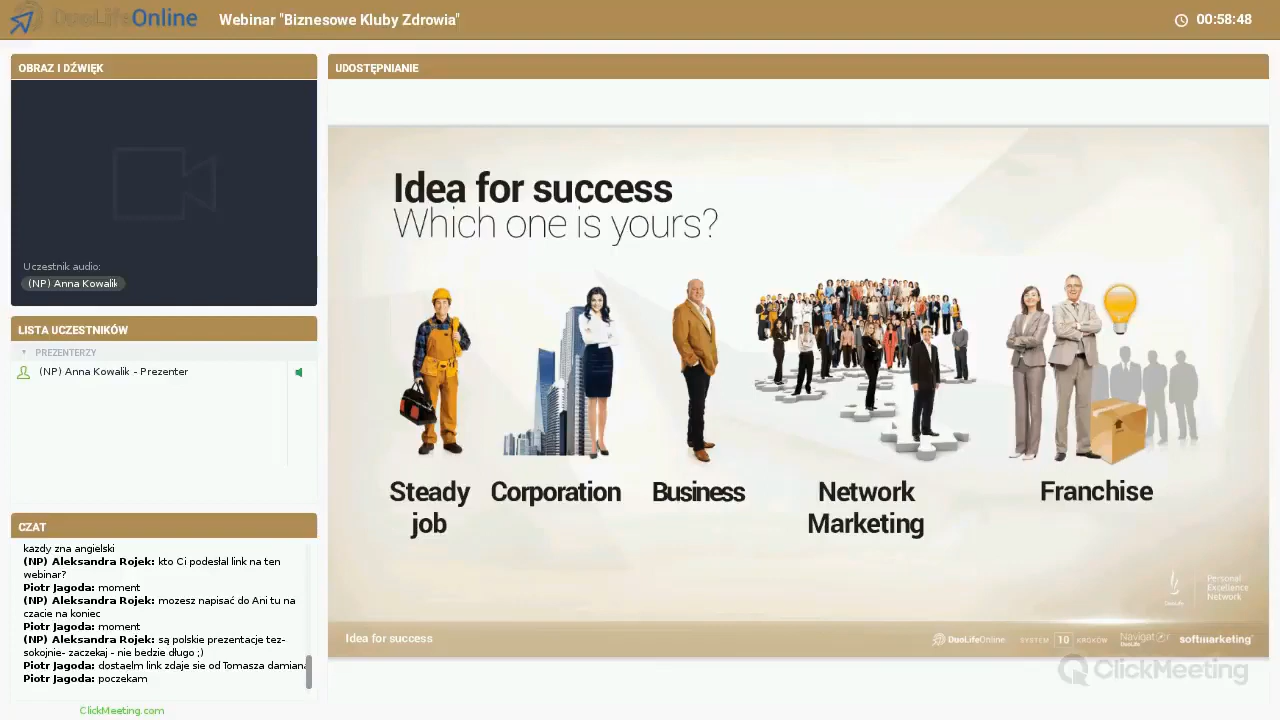 DuoLifeOnline
Webinar "Biznesowe Kluby Zdrowia"
00:58:48
OBRAZ I DŹWIĘK
Uczestnik audio:
(NP) Anna Kowalik
LISTA UCZESTNIKÓW
PREZENTERZY
(NP) Anna Kowalik - Prezenter
CZAT
kazdy zna angielski
(NP) Aleksandra Rojek: kto Ci podesłal link na ten
webinar?
Piotr Jagoda: moment
(NP) Aleksandra Rojek: mozesz napisać do Ani tu na
czacie na koniec
Piotr Jagoda: moment
(NP) Aleksandra Rojek: są polskie prezentacje tez-
sokojnie- zaczekaj - nie bedzie długo ;)
Piotr Jagoda: dostaelm link zdaje sie od Tomasza damiana
Piotr Jagoda: poczekam
ClickMeeting.com
UDOSTĘPNIANIE
Idea for success
Which one is yours?
Steady
job
Corporation
Business
Network
Marketing
Franchise
DuoLife
Personal
Excellence
Network
Idea for success
DuoLifeOnline
SYSTEM 10 KROKÓW
Navigator
DuoLife
softmarketing
ClickMeeting